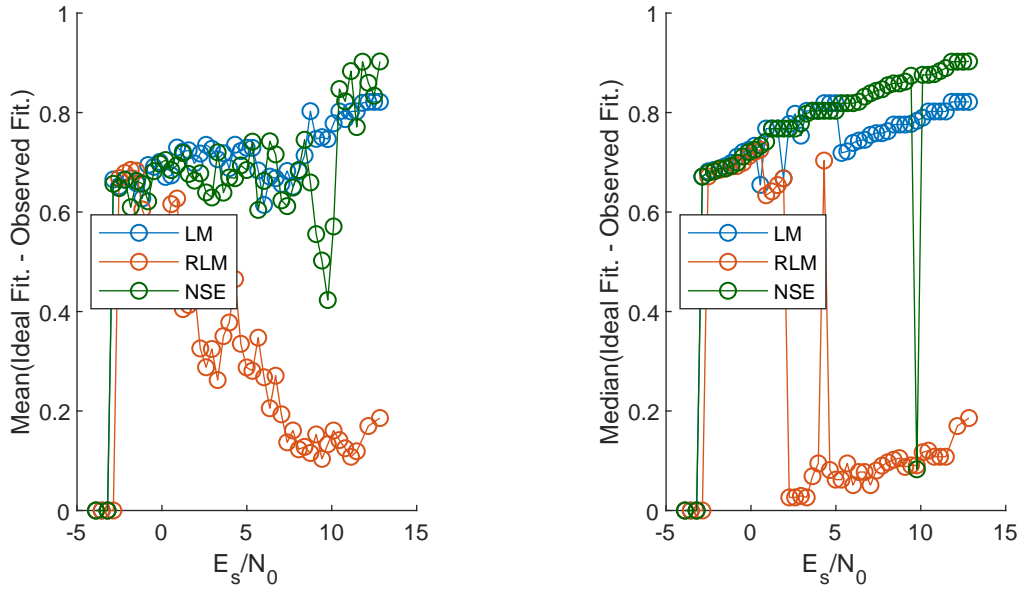 Mean(Ideal Fit. - Observed Fit.)
1
0.8
0.6
0.4
0.2
0
-5
0
5
10
15
E_s/N_0
LM
RLM
NSE
Median(Ideal Fit. - Observed Fit.)
1
0.8
0.6
0.4
0.2
0
-5
0
5
10
15
E_s/N_0
LM
RLM
NSE